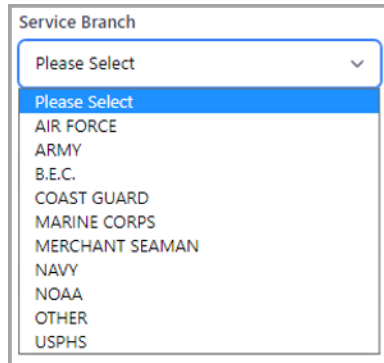 Service Branch
Please Select
Please Select
AIR FORCE
ARMY
B.E.C.
COAST GUARD
MARINE CORPS
MERCHANT SEAMAN
NAVY
NOAA
OTHER
USPHS